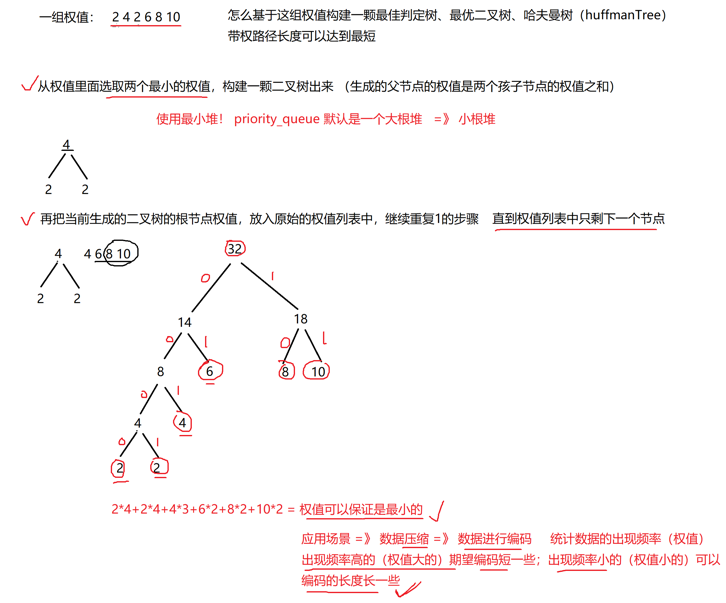 一组权值： 2 4 2 6 8 10 怎么基于这组权值构建一颗最佳判定树、最优二叉树、哈夫曼树（huffmanTree）
带权路径长度可以达到最短
从权值里面选取两个最小的权值，构建一颗二叉树出来 （生成的父节点的权值是两个孩子节点的权值之和）
使用最小堆！ priority_queue 默认是一个大根堆 =》 小根堆
4
2 2
再把当前生成的二叉树的根节点权值，放入原始的权值列表中，继续重复1的步骤 直到权值列表中只剩下一个节点
4 4 6 8 10 32
0 1
2 2 14 18
0 1 0 1
8 6 8 10
0 1
4 4
0 1
2 2
2*4+2*4+4*3+6*2+8*2+10*2 = 权值可以保证是最小的
应用场景 =》 数据压缩 =》 数据进行编码 统计数据的出现频率（权值）
出现频率高的（权值大的）期望编码短一些；出现频率小的（权值小的）可以
编码的长度长一些